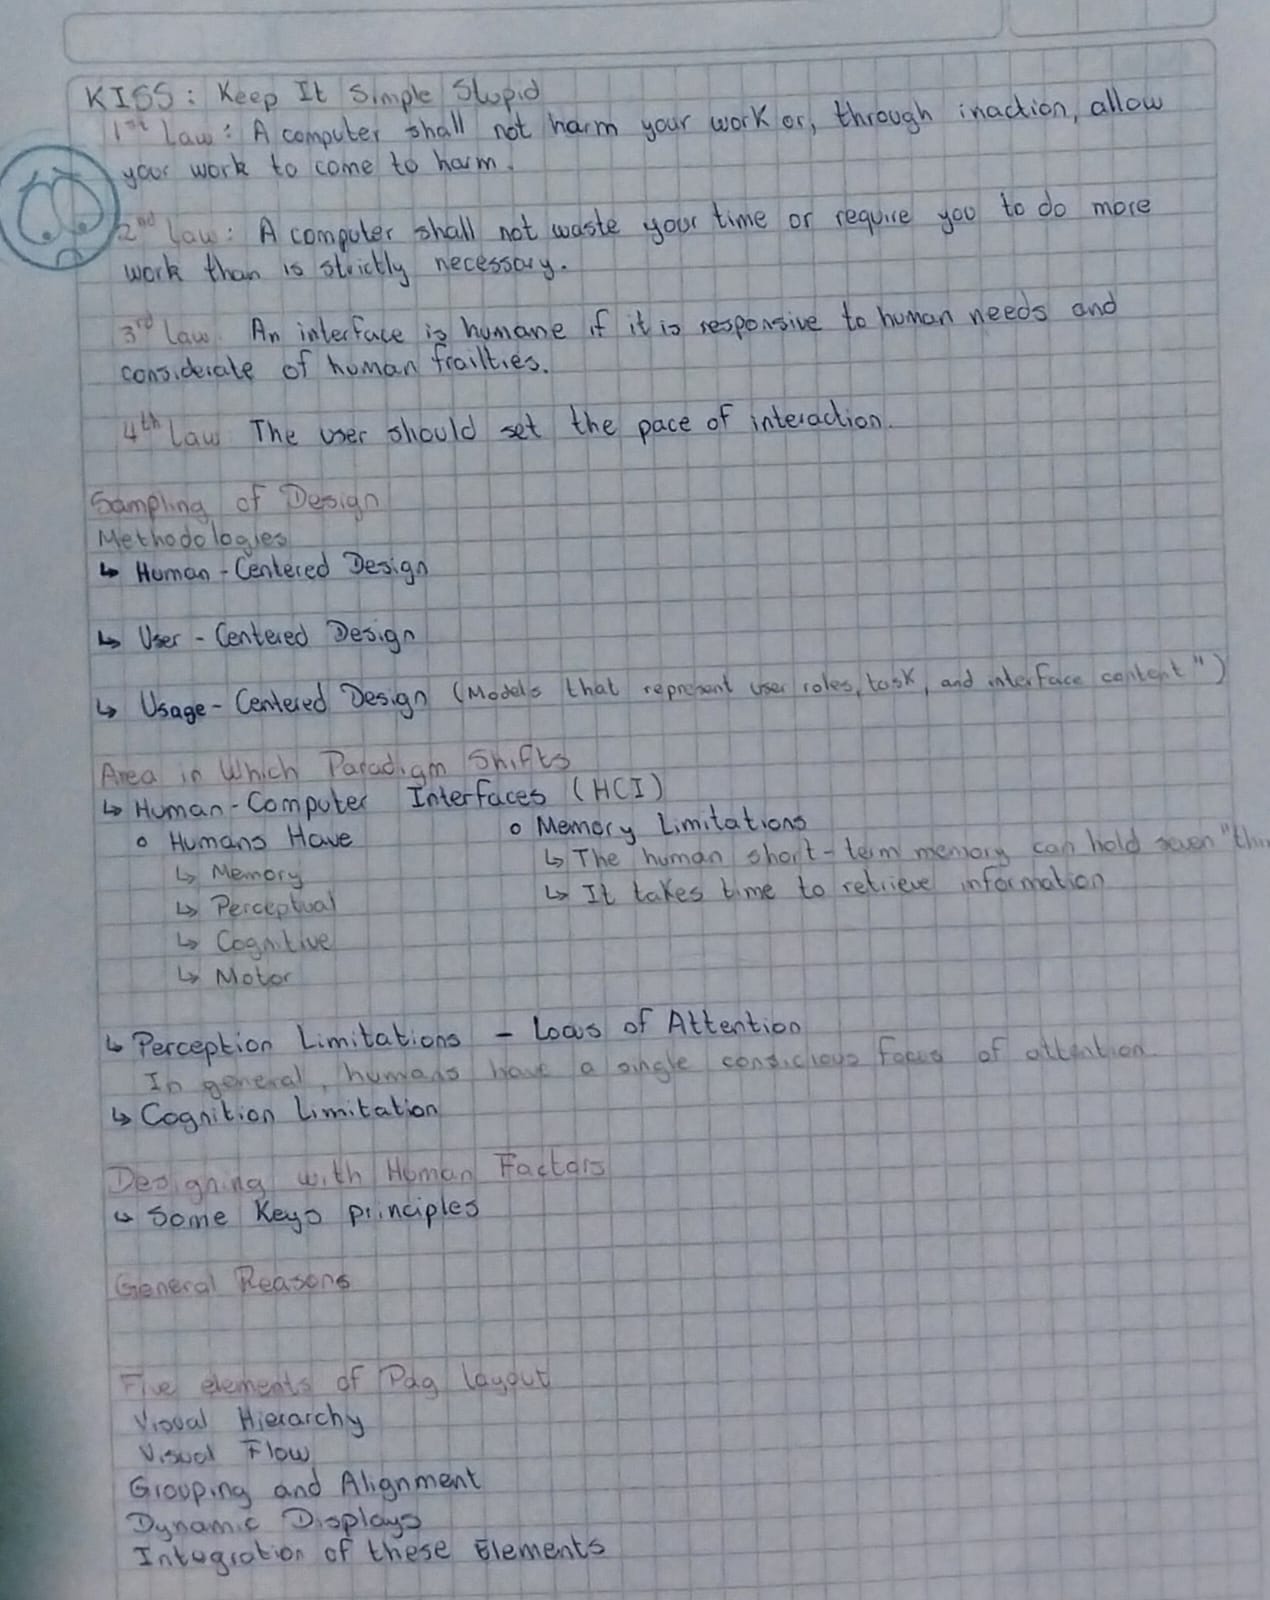 KISS: Keep It Simple Stupid
1st Law: A computer shall not harm your work or, through inaction, allow
your work to come to harm.
2nd Law: A computer shall not waste your time or require you to do more
work than is strictly necessary.
3rd Law. An interface is humane if it is responsive to human needs and
considerate of human frailties.
4th Law The user should set the pace of interaction.
Sampling of Design
Methodologies
↳ Human-Centered Design
↳ User-Centered Design
↳ Usage-Centered Design (Models that represent user roles, task, and interface content")
Area in Which Paradigm Shifts
↳ Human-Computer Interfaces (HCI)
o Humans Have
↳ Memory
↳ Perceptual
↳ Cognitive
↳ Motor
o Memory Limitations
↳ The human short-term memory can hold seven
↳ It takes time to retrieve information
↳ Perception Limitations - Locus of Attention
In general, humans have a single conscious focus of attention.
↳ Cognition Limitation
Designing with Human Factors
↳ Some Keys principles
General Reasons
Five elements of Pag layout
Visual Hierarchy
Visual Flow
Grouping and Alignment
Dynamic Displays
Integration of these Elements